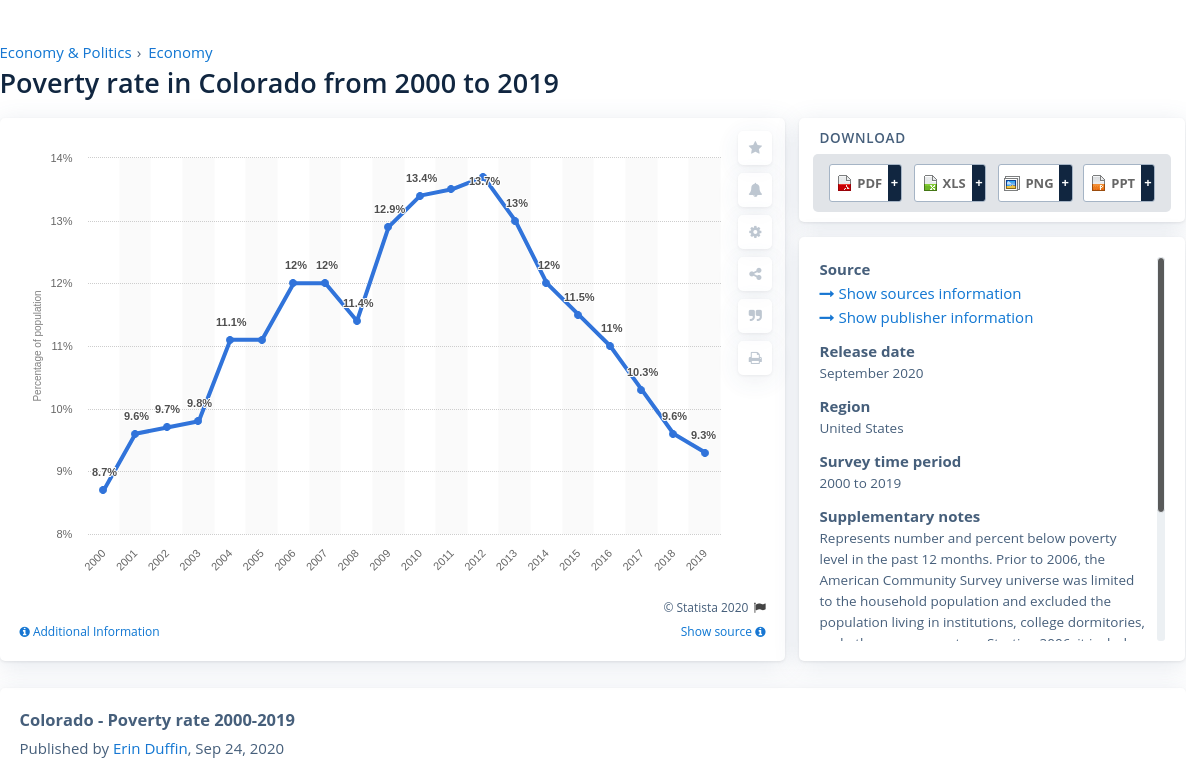 Economy & Politics › Economy
Poverty rate in Colorado from 2000 to 2019
Percentage of population
14%
13%
12%
11%
10%
9%
8%
8.7%
9.6%
9.7%
9.8%
11.1%
12%
12%
11.4%
12.9%
13.4%
13.7%
13%
12%
11.5%
11%
10.3%
9.6%
9.3%
2000
2001
2002
2003
2004
2005
2006
2007
2008
2009
2010
2011
2012
2013
2014
2015
2016
2017
2018
2019
© Statista 2020
Additional Information
Show source
DOWNLOAD
PDF + XLS + PNG + PPT +
Source
Show sources information
Show publisher information
Release date
September 2020
Region
United States
Survey time period
2000 to 2019
Supplementary notes
Represents number and percent below poverty
level in the past 12 months. Prior to 2006, the
American Community Survey universe was limited
to the household population and excluded the
population living in institutions, college dormitories,
Colorado - Poverty rate 2000-2019
Published by Erin Duffin, Sep 24, 2020